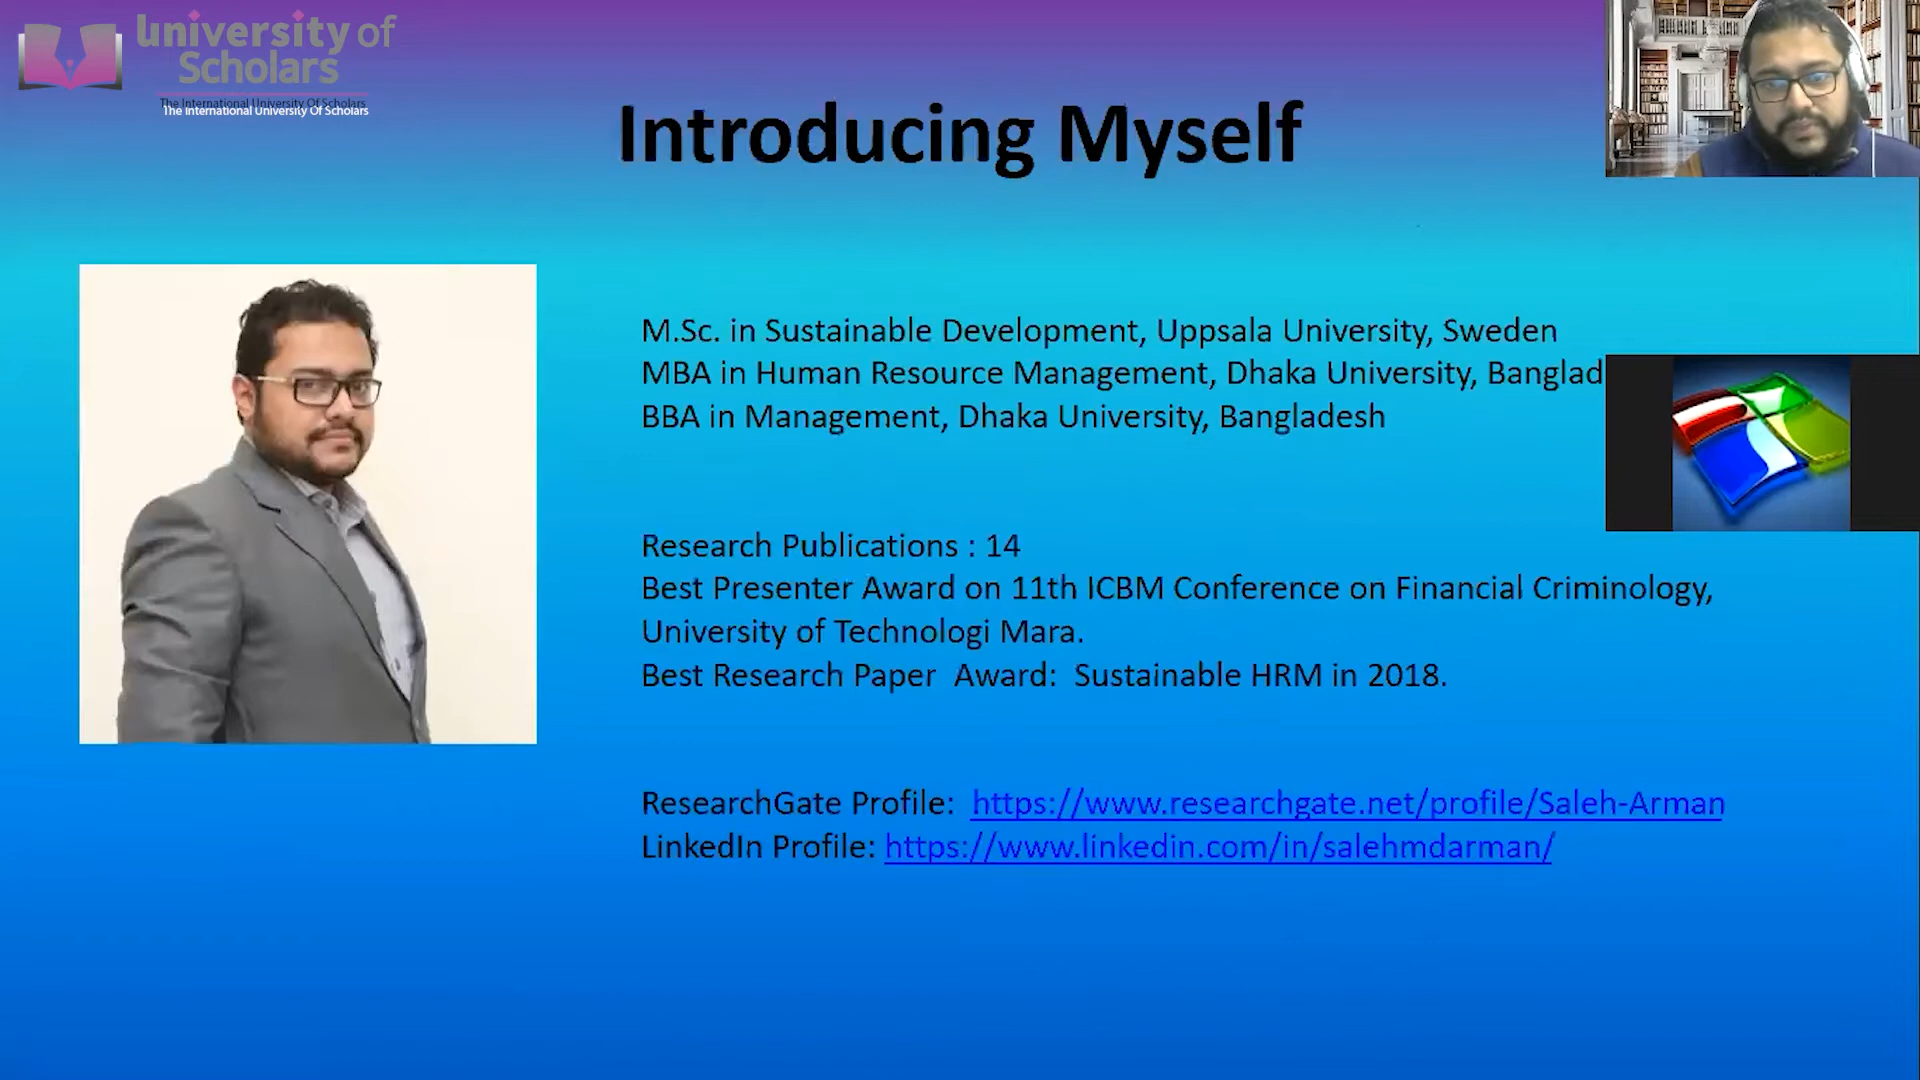 University of
Scholars
The International University Of Scholars
The International University Of Scholars
Introducing Myself
M.Sc. in Sustainable Development, Uppsala University, Sweden
MBA in Human Resource Management, Dhaka University, Banglad
BBA in Management, Dhaka University, Bangladesh
Research Publications : 14
Best Presenter Award on 11th ICBM Conference on Financial Criminology,
University of Technologi Mara.
Best Research Paper Award: Sustainable HRM in 2018.
ResearchGate Profile: https://www.researchgate.net/profile/Saleh-Arman
LinkedIn Profile: https://www.linkedin.com/in/salehmdarman/